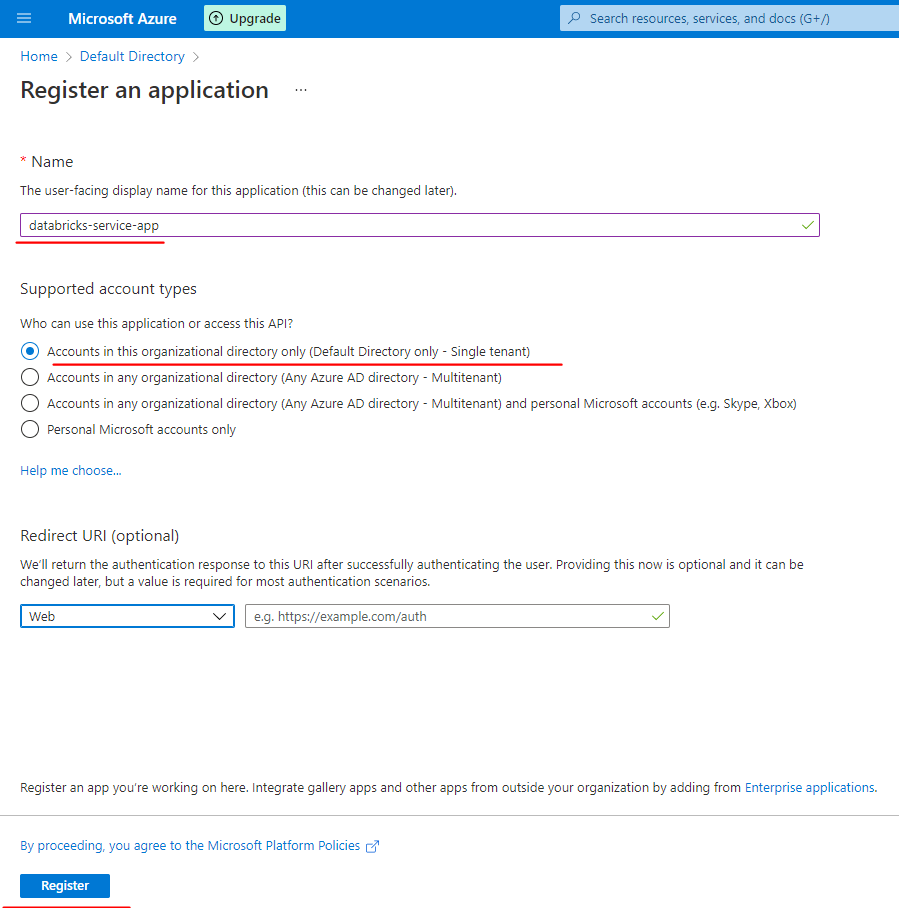 Microsoft Azure Upgrade Search resources, services, and docs (G+/)
Home > Default Directory >
Register an application ...
* Name
The user-facing display name for this application (this can be changed later).
databricks-service-app
Supported account types
Who can use this application or access this API?
Accounts in this organizational directory only (Default Directory only - Single tenant)
Accounts in any organizational directory (Any Azure AD directory - Multitenant)
Accounts in any organizational directory (Any Azure AD directory - Multitenant) and personal Microsoft accounts (e.g. Skype, Xbox)
Personal Microsoft accounts only
Help me choose...
Redirect URI (optional)
We'll return the authentication response to this URI after successfully authenticating the user. Providing this now is optional and it can be
changed later, but a value is required for most authentication scenarios.
Web e.g. https://example.com/auth
Register an app you're working on here. Integrate gallery apps and other apps from outside your organization by adding from Enterprise applications.
By proceeding, you agree to the Microsoft Platform Policies
Register